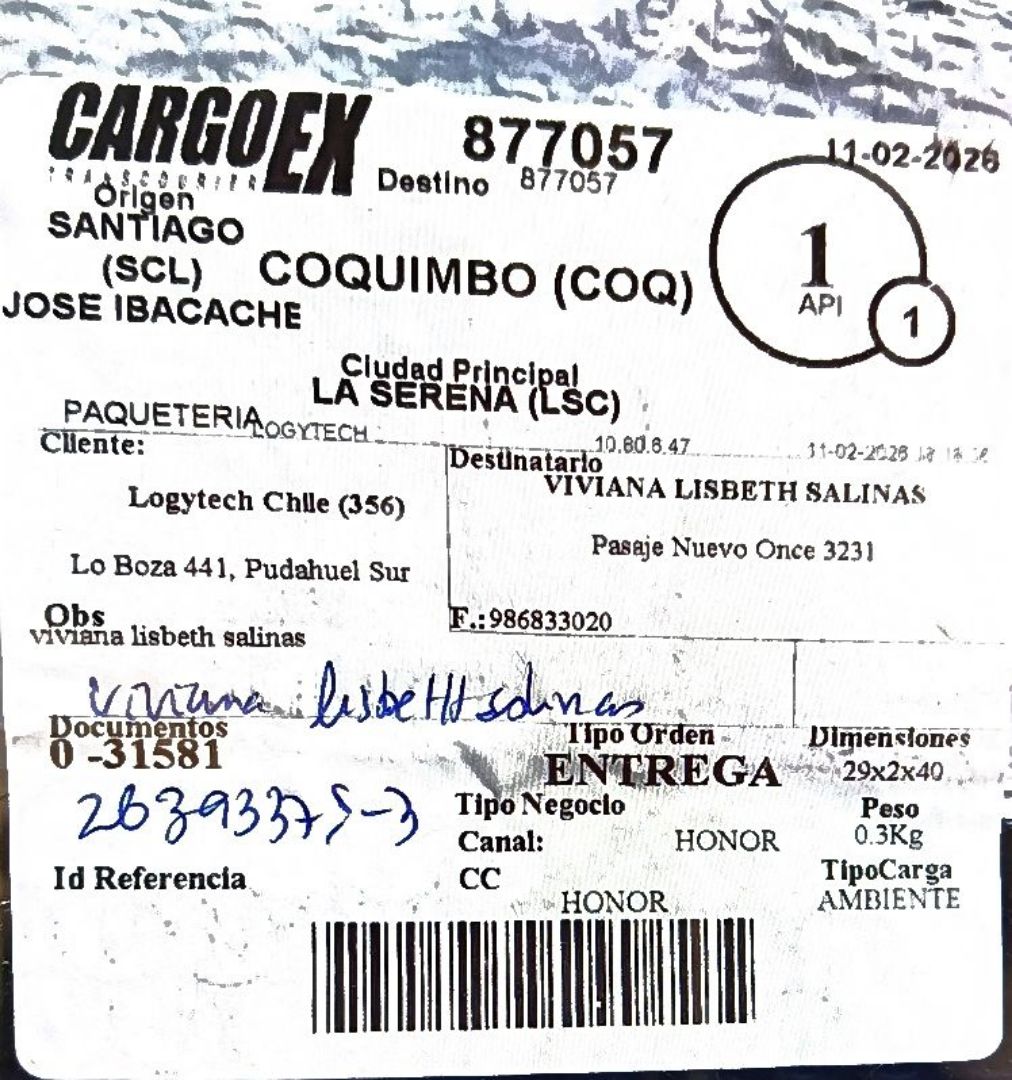 CARGOEX
TRANSCOURIER
877057
11-02-2026
Destino 877057
Origen
SANTIAGO
(SCL)
COQUIMBO (COQ)
JOSE IBACACHE
1
API
1
Ciudad Principal
LA SERENA (LSC)
PAQUETERIA LOGYTECH
10.60.6.47
11-02-2026
Cliente:
Logytech Chile (356)
Lo Boza 441, Pudahuel Sur
Destinatario
VIVIANA LISBETH SALINAS
Pasaje Nuevo Once 3231
F.:986833020
Obs
viviana lisbeth salinas
Viviana lisbeth salinas
Documentos
0 -31581
Tipo Orden
ENTREGA
Dimensiones
29x2x40
Tipo Negocio
Canal: HONOR
Peso
0.3Kg
Id Referencia
CC
HONOR
TipoCarga
AMBIENTE